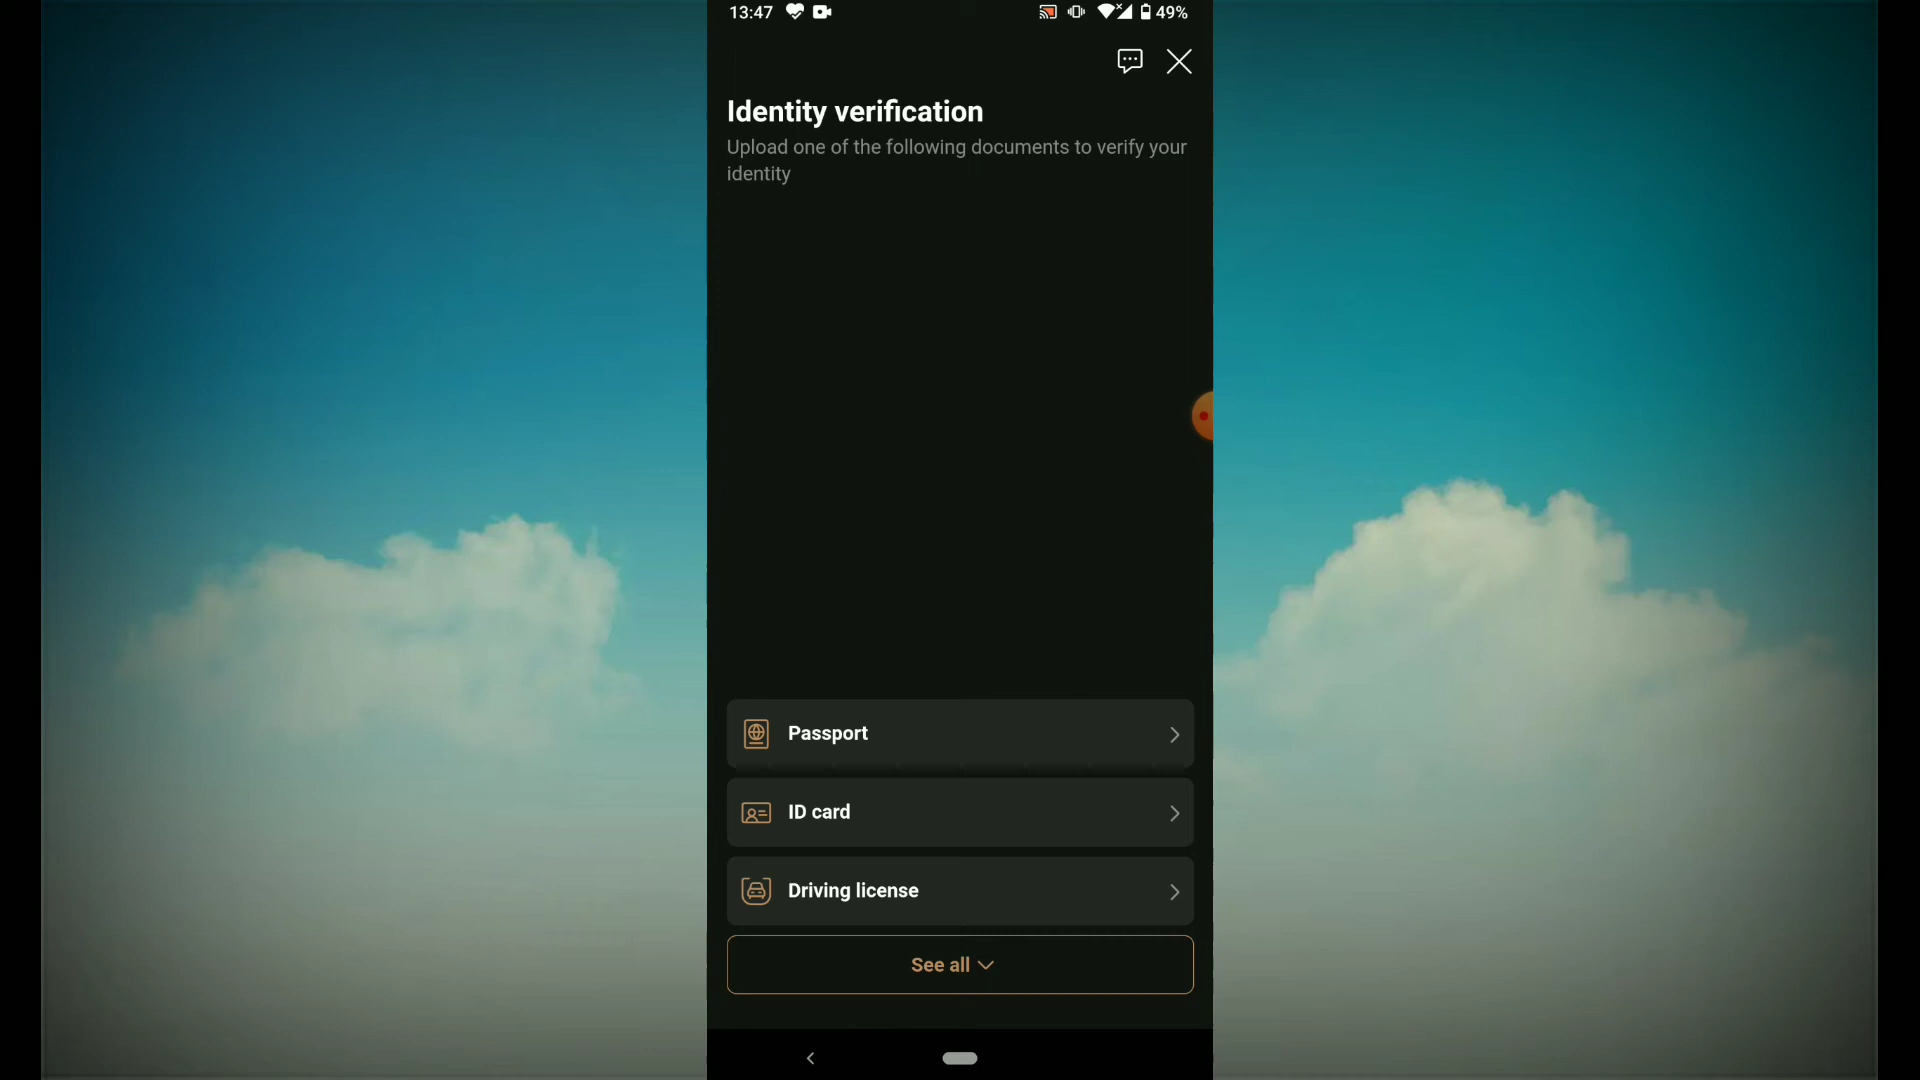 13:47
49%
Identity verification
Upload one of the following documents to verify your
identity
Passport
ID card
Driving license
See all